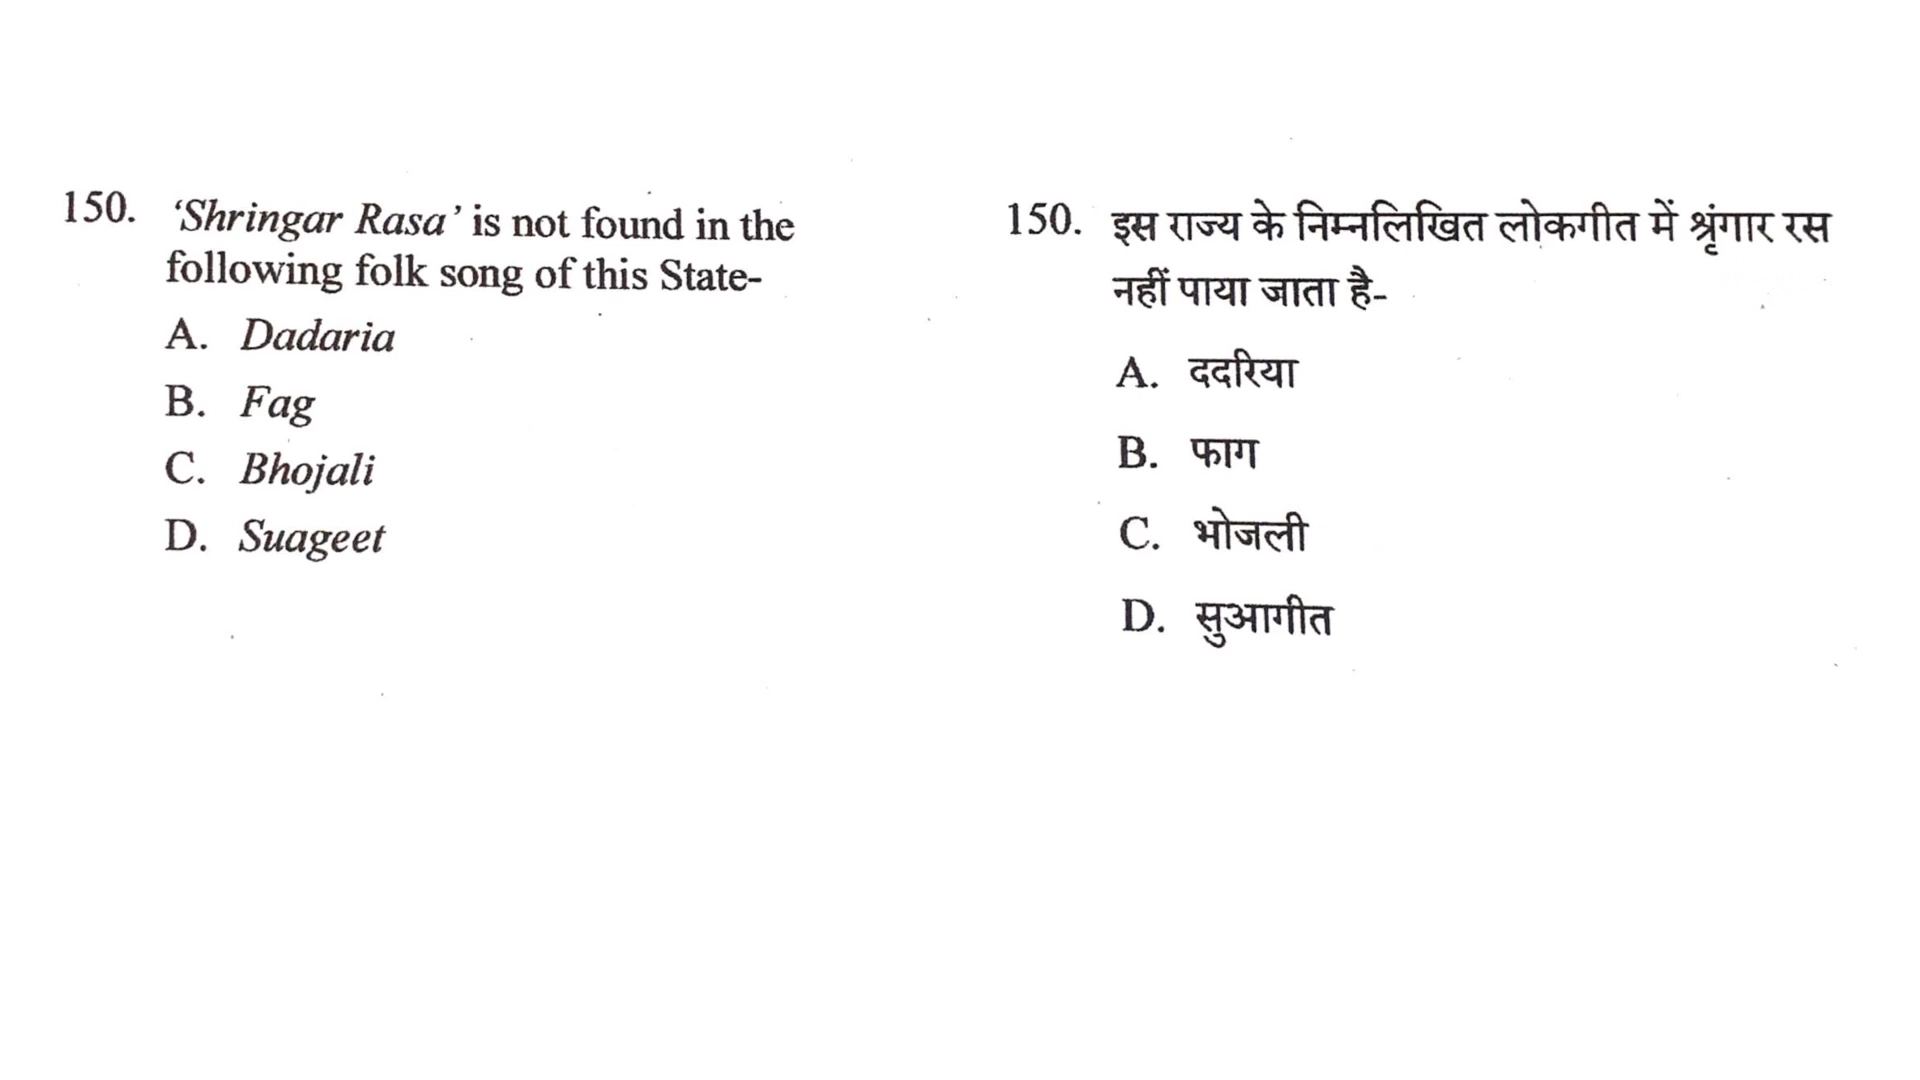 150. ‘Shringar Rasa’ is not found in the
following folk song of this State-
A. Dadaria
B. Fag
C. Bhojali
D. Suageet
150. इस राज्य के निम्नलिखित लोकगीत में श्रृंगार रस
नहीं पाया जाता है-
A. ददरिया
B. फाग
C. भोजली
D. सुआगीत